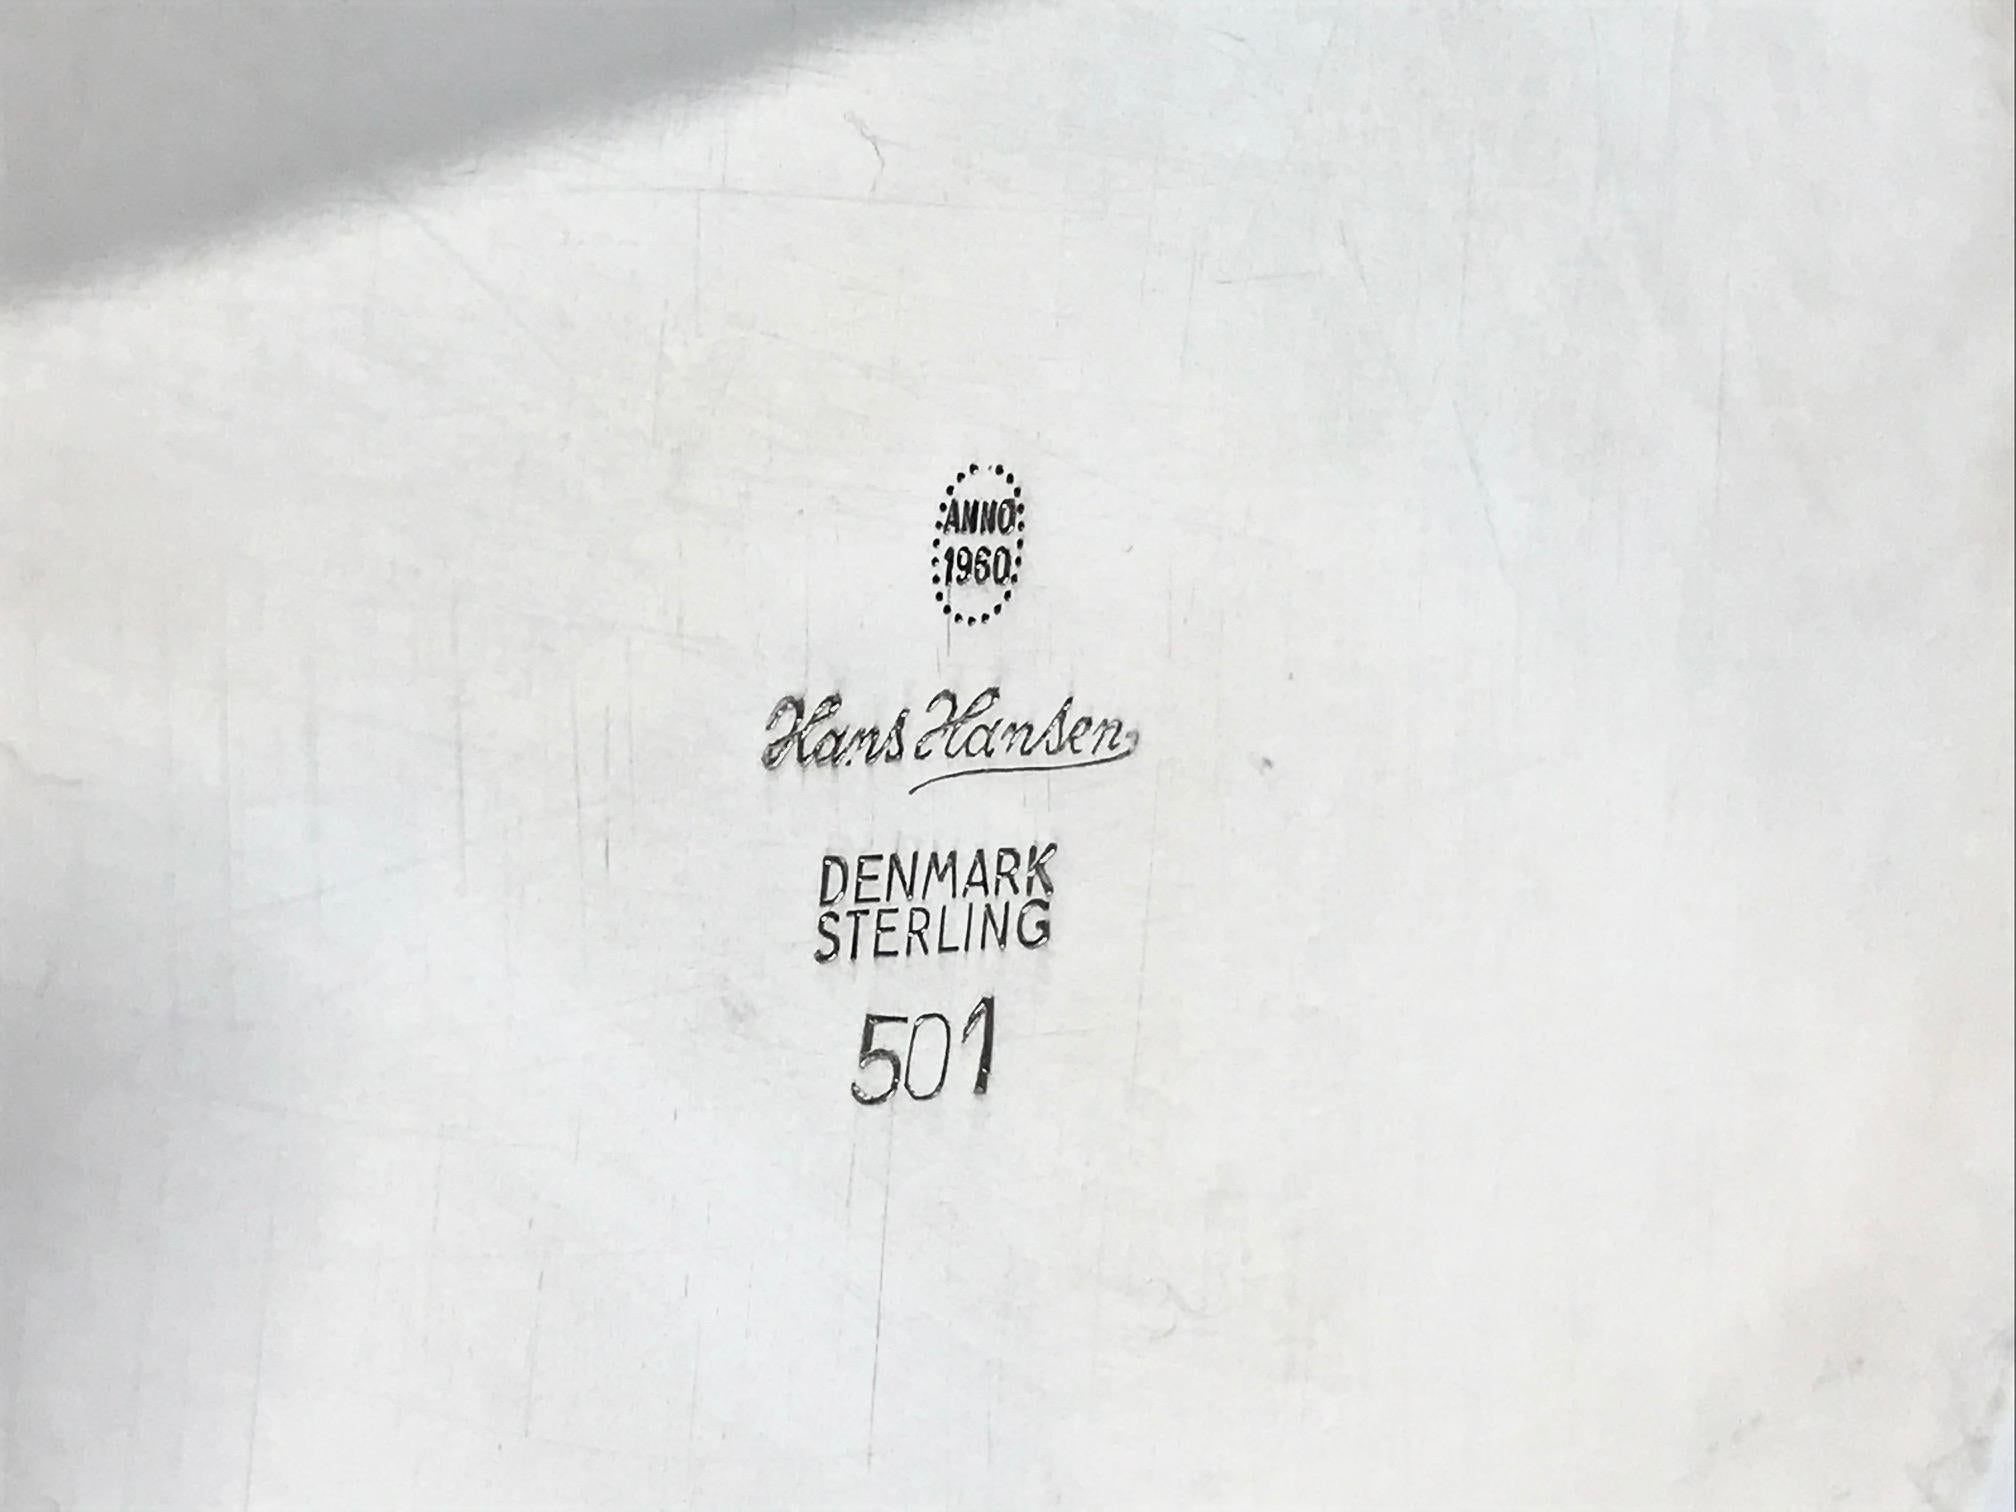 ANNO
1960
Hans Hansen
DENMARK
STERLING
501